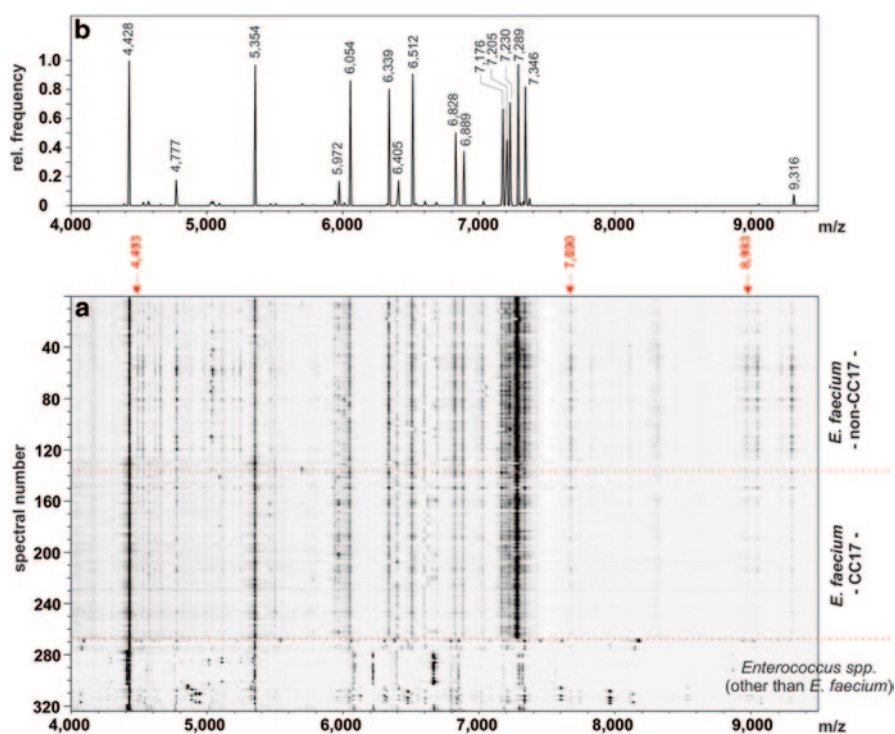 b
4,428
4,777
5,354
5,972
6,054
6,339
6,405
6,512
6,828
6,889
7,176
7,205
7,230
7,289
7,346
9,316
rel. frequency
1.0
0.8
0.6
0.4
0.2
0
4,000 5,000 6,000 7,000 8,000 9,000 m/z
4,493
7,690
8,983
a
spectral number
40
80
120
160
200
240
280
320
4,000 5,000 6,000 7,000 8,000 9,000 m/z
E. faecium
- non-CC17 -
E. faecium
- CC17 -
Enterococcus spp.
(other than E. faecium)